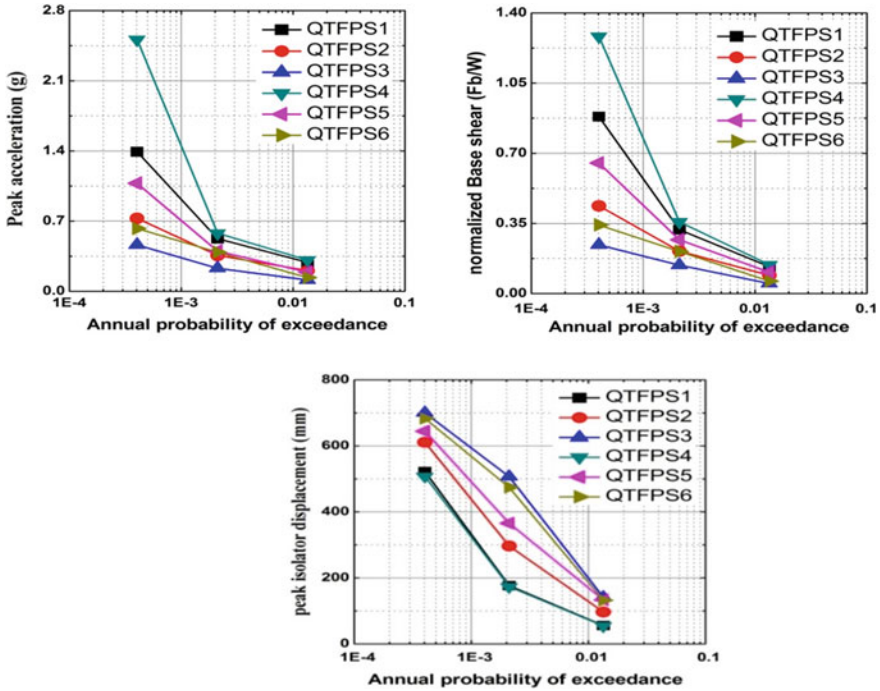 2.8
2.1
1.4
0.7
0.0
Peak acceleration (g)
QTFPS1
QTFPS2
QTFPS3
QTFPS4
QTFPS5
QTFPS6
1E-4
1E-3
0.01
0.1
Annual probability of exceedance
1.40
1.05
0.70
0.35
0.00
normalized Base shear (Fb/W)
QTFPS1
QTFPS2
QTFPS3
QTFPS4
QTFPS5
QTFPS6
1E-4
1E-3
0.01
0.1
Annual probability of exceedance
800
600
400
200
0
peak isolator displacement (mm)
QTFPS1
QTFPS2
QTFPS3
QTFPS4
QTFPS5
QTFPS6
1E-4
1E-3
0.01
0.1
Annual probability of exceedance